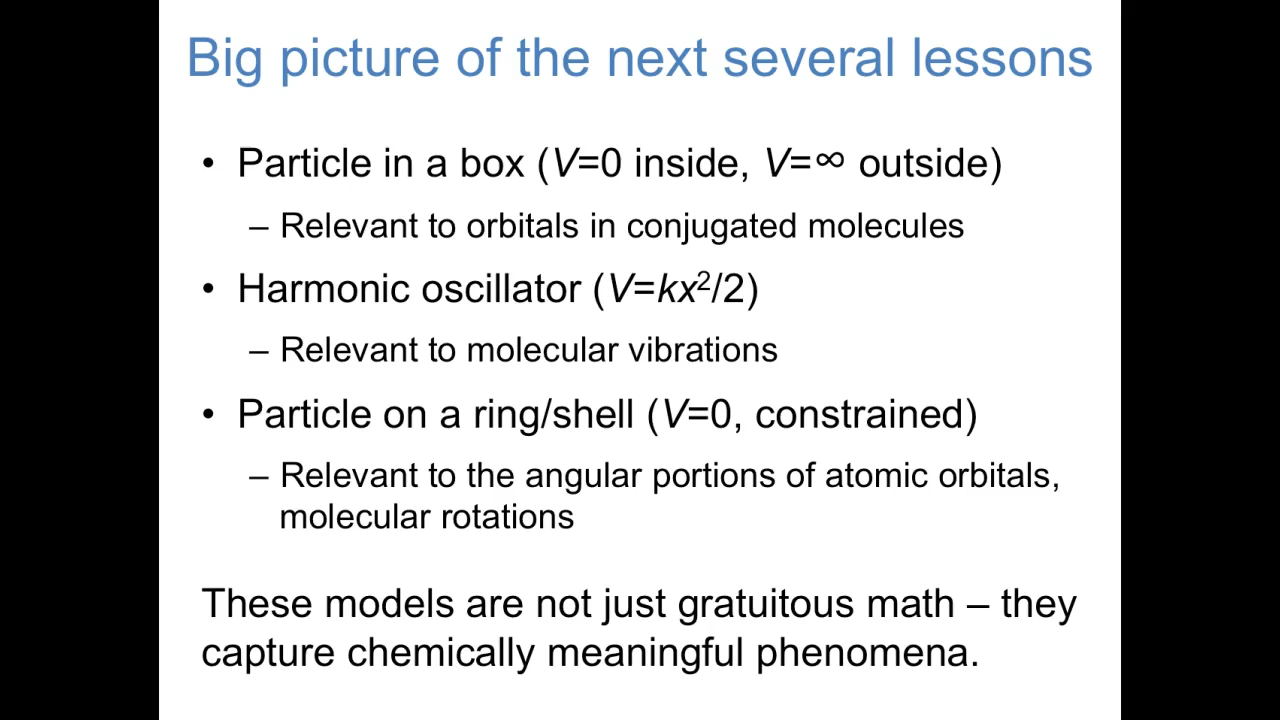 Big picture of the next several lessons
• Particle in a box (V=0 inside, V=∞ outside)
– Relevant to orbitals in conjugated molecules
• Harmonic oscillator (V=kx²/2)
– Relevant to molecular vibrations
• Particle on a ring/shell (V=0, constrained)
– Relevant to the angular portions of atomic orbitals,
molecular rotations
These models are not just gratuitous math – they
capture chemically meaningful phenomena.